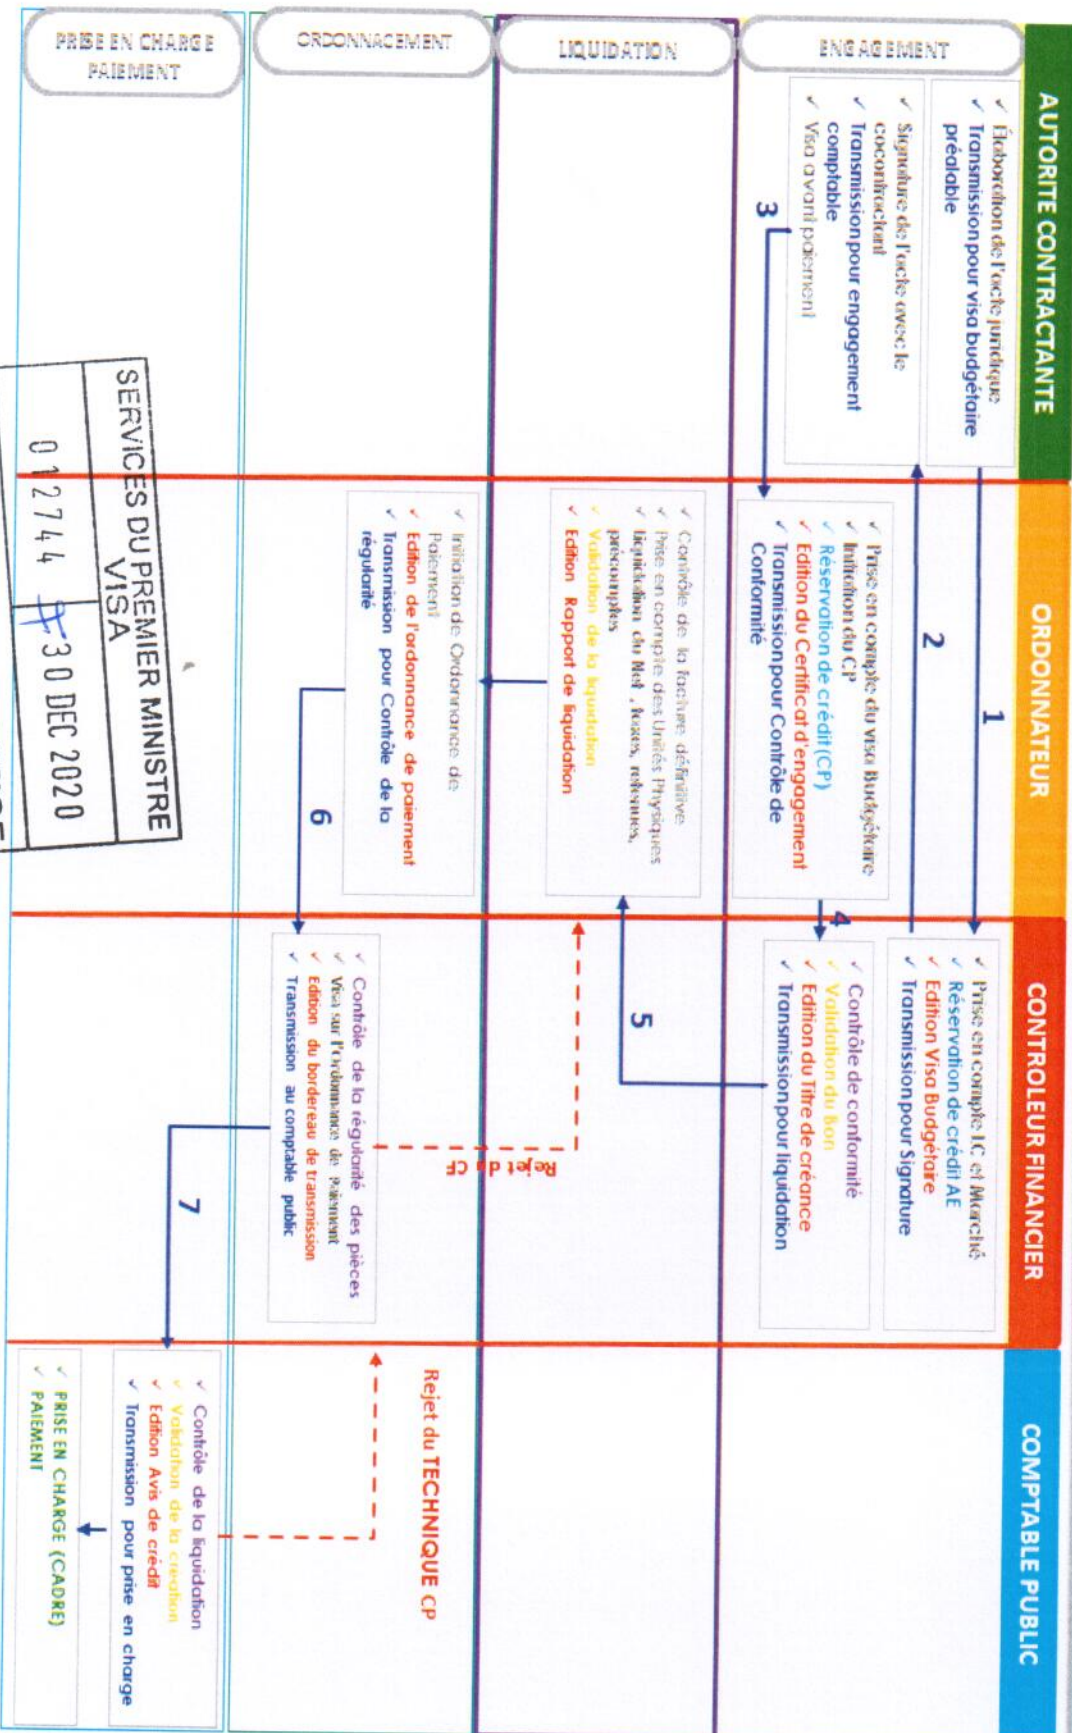 AUTORITE CONTRACTANTE
ORDONNATEUR
CONTROLEUR FINANCIER
COMPTABLE PUBLIC
ENGAGEMENT
✓ Élaboration de l'acte juridique
✓ Transmission pour visa budgétaire
préalable
✓ Signature de l'acte avec le
cocontractant
✓ Transmission pour engagement
comptable
✓ Visa avant paiement
1
2
3
✓ Prise en compte du visa Budgétaire
✓ Initiation du CP
✓ Réservation de crédit (CP)
✓ Edition du Certificat d'engagement
✓ Transmission pour Contrôle de
Conformité
4
✓ Prise en compte LC et Marché
✓ Réservation de crédit AE
✓ Edition Visa Budgétaire
✓ Transmission pour Signature
✓ Contrôle de conformité
✓ Validation du Bon
✓ Edition du Titre de créance
✓ Transmission pour liquidation
LIQUIDATION
✓ Contrôle de la facture définitive
✓ Prise en compte des Unités Physiques
✓ Liquidation du Net , taxes, retenues,
précomptes
✓ Validation de la liquidation
✓ Edition Rapport de liquidation
5
Rejet du CF
ORDONNACEMENT
✓ Initiation de Ordonnance de
Paiement
✓ Edition de l'ordonnance de paiement
✓ Transmission pour Contrôle de la
régularité
6
✓ Contrôle de la régularité des pièces
✓ Visa sur l'ordonnance de paiement
✓ Edition du bordereau de transmission
✓ Transmission au comptable public
Rejet du TECHNIQUE CP
7
PRISE EN CHARGE
PAIEMENT
✓ Contrôle de la liquidation
✓ Validation de la création
✓ Edition Avis de crédit
✓ Transmission pour prise en charge
✓ PRISE EN CHARGE (CADRE)
✓ PAIEMENT
SERVICES DU PREMIER MINISTRE
VISA
012744
30 DEC 2020